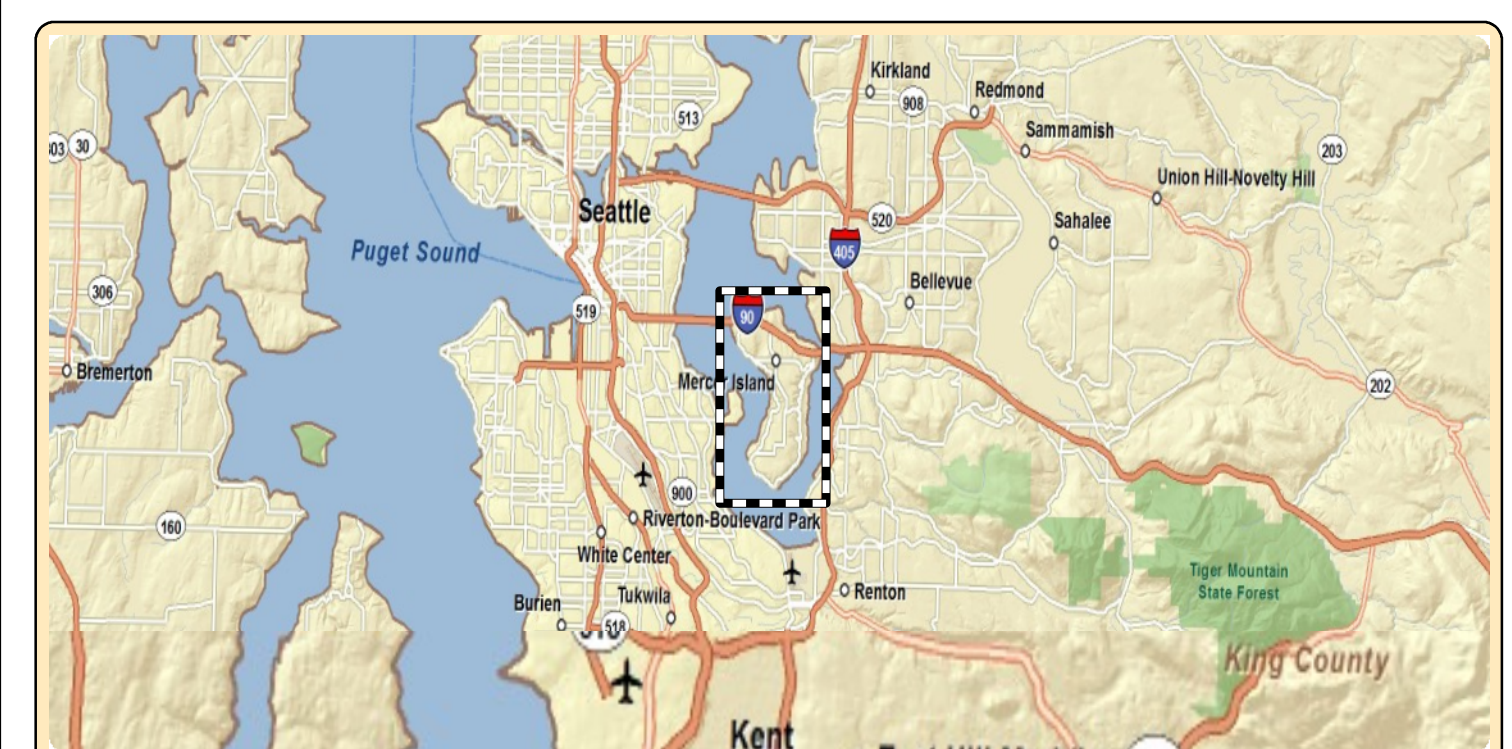 Kirkland
908
Redmond
513
Sammamish
303
30
203
Union Hill-Novelty Hill
Seattle
520
Sahalee
Puget Sound
405
Bellevue
306
519
90
Bremerton
Mercer Island
202
900
160
Riverton-Boulevard Park
White Center
Tiger Mountain
State Forest
Renton
Tukwila
Burien
518
King County
Kent